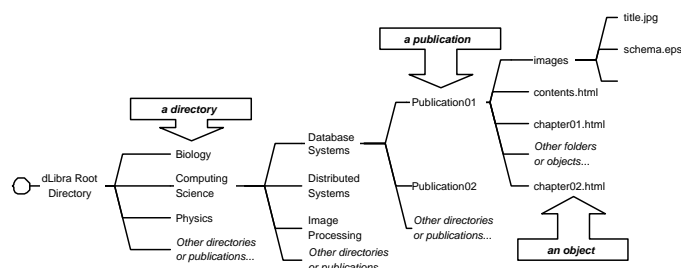 title.jpg
a publication
schema.eps
images
contents.html
a directory
Publication01
chapter01.html
Database
Systems
Other folders
or objects...
Biology
dLibra Root
Directory
Computing
Science
Distributed
Systems
Publication02
chapter02.html
Physics
Image
Processing
Other directories
or publications...
Other directories
or publications...
Other directories
or publications
an object